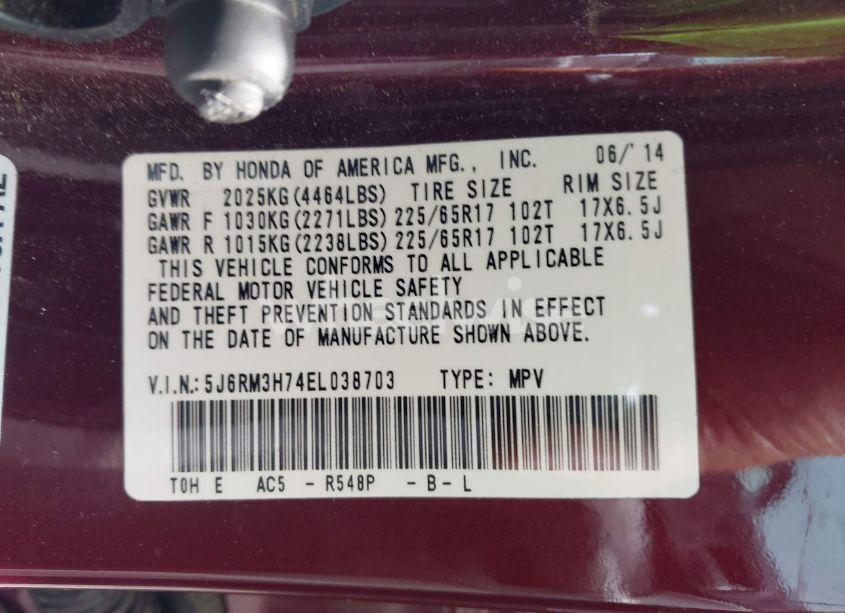 MFD. BY HONDA OF AMERICA MFG., INC. 06/'14
GVWR 2025KG(4464LBS) TIRE SIZE RIM SIZE
GAWR F 1030KG(2271LBS) 225/65R17 102T 17X6.5J
GAWR R 1015KG(2238LBS) 225/65R17 102T 17X6.5J
THIS VEHICLE CONFORMS TO ALL APPLICABLE
FEDERAL MOTOR VEHICLE SAFETY
AND THEFT PREVENTION STANDARDS IN EFFECT
ON THE DATE OF MANUFACTURE SHOWN ABOVE.
V.I.N.: 5J6RM3H74EL038703 TYPE: MPV
TOH E AC5 - R548P - B - L